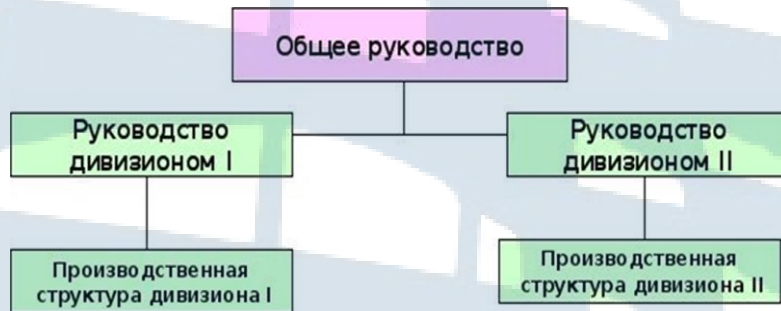 Общее руководство
Руководство
дивизионом I
Руководство
дивизионом II
Производственная
структура дивизиона I
Производственная
структура дивизиона II